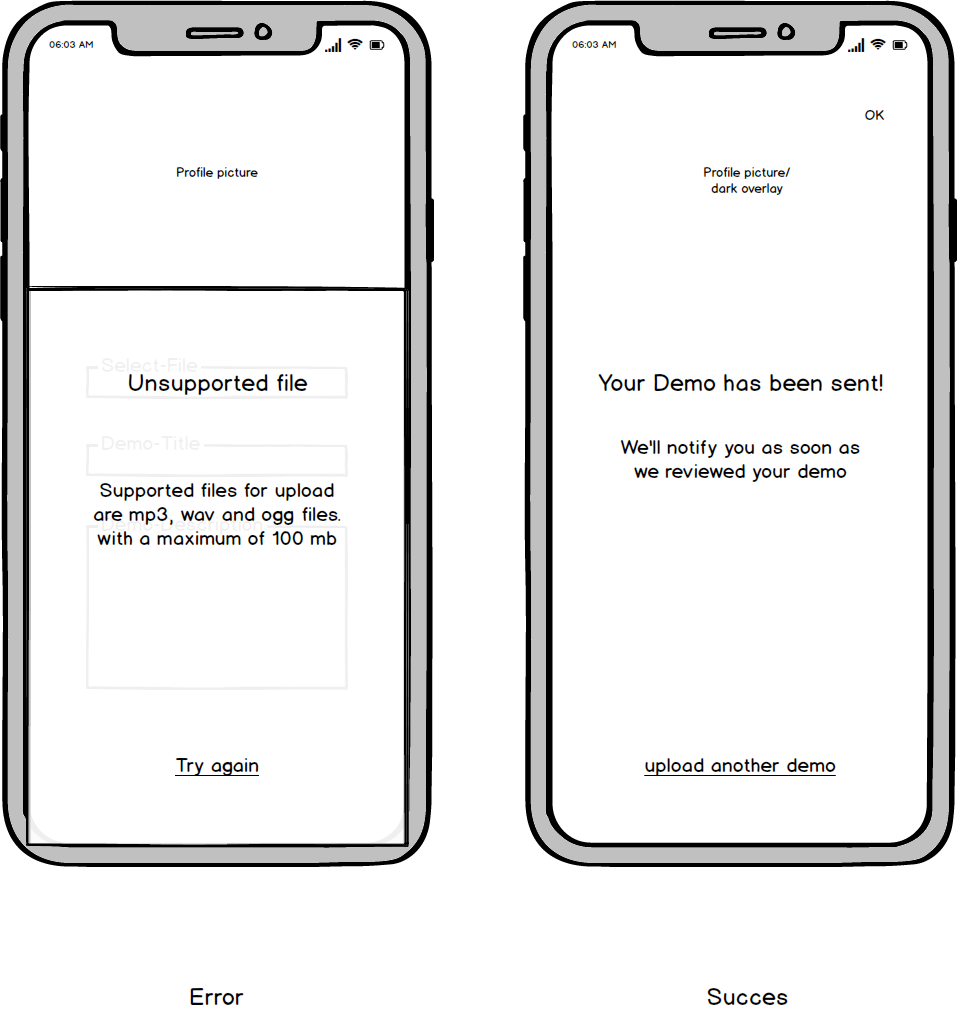 06:03 AM
Profile picture
Select-File
Unsupported file
Demo-Title
Supported files for upload
are mp3, wav and ogg files.
Demo-Description
with a maximum of 100 mb
Try again
Error
06:03 AM
OK
Profile picture/
dark overlay
Your Demo has been sent!
We'll notify you as soon as
we reviewed your demo
upload another demo
Succes